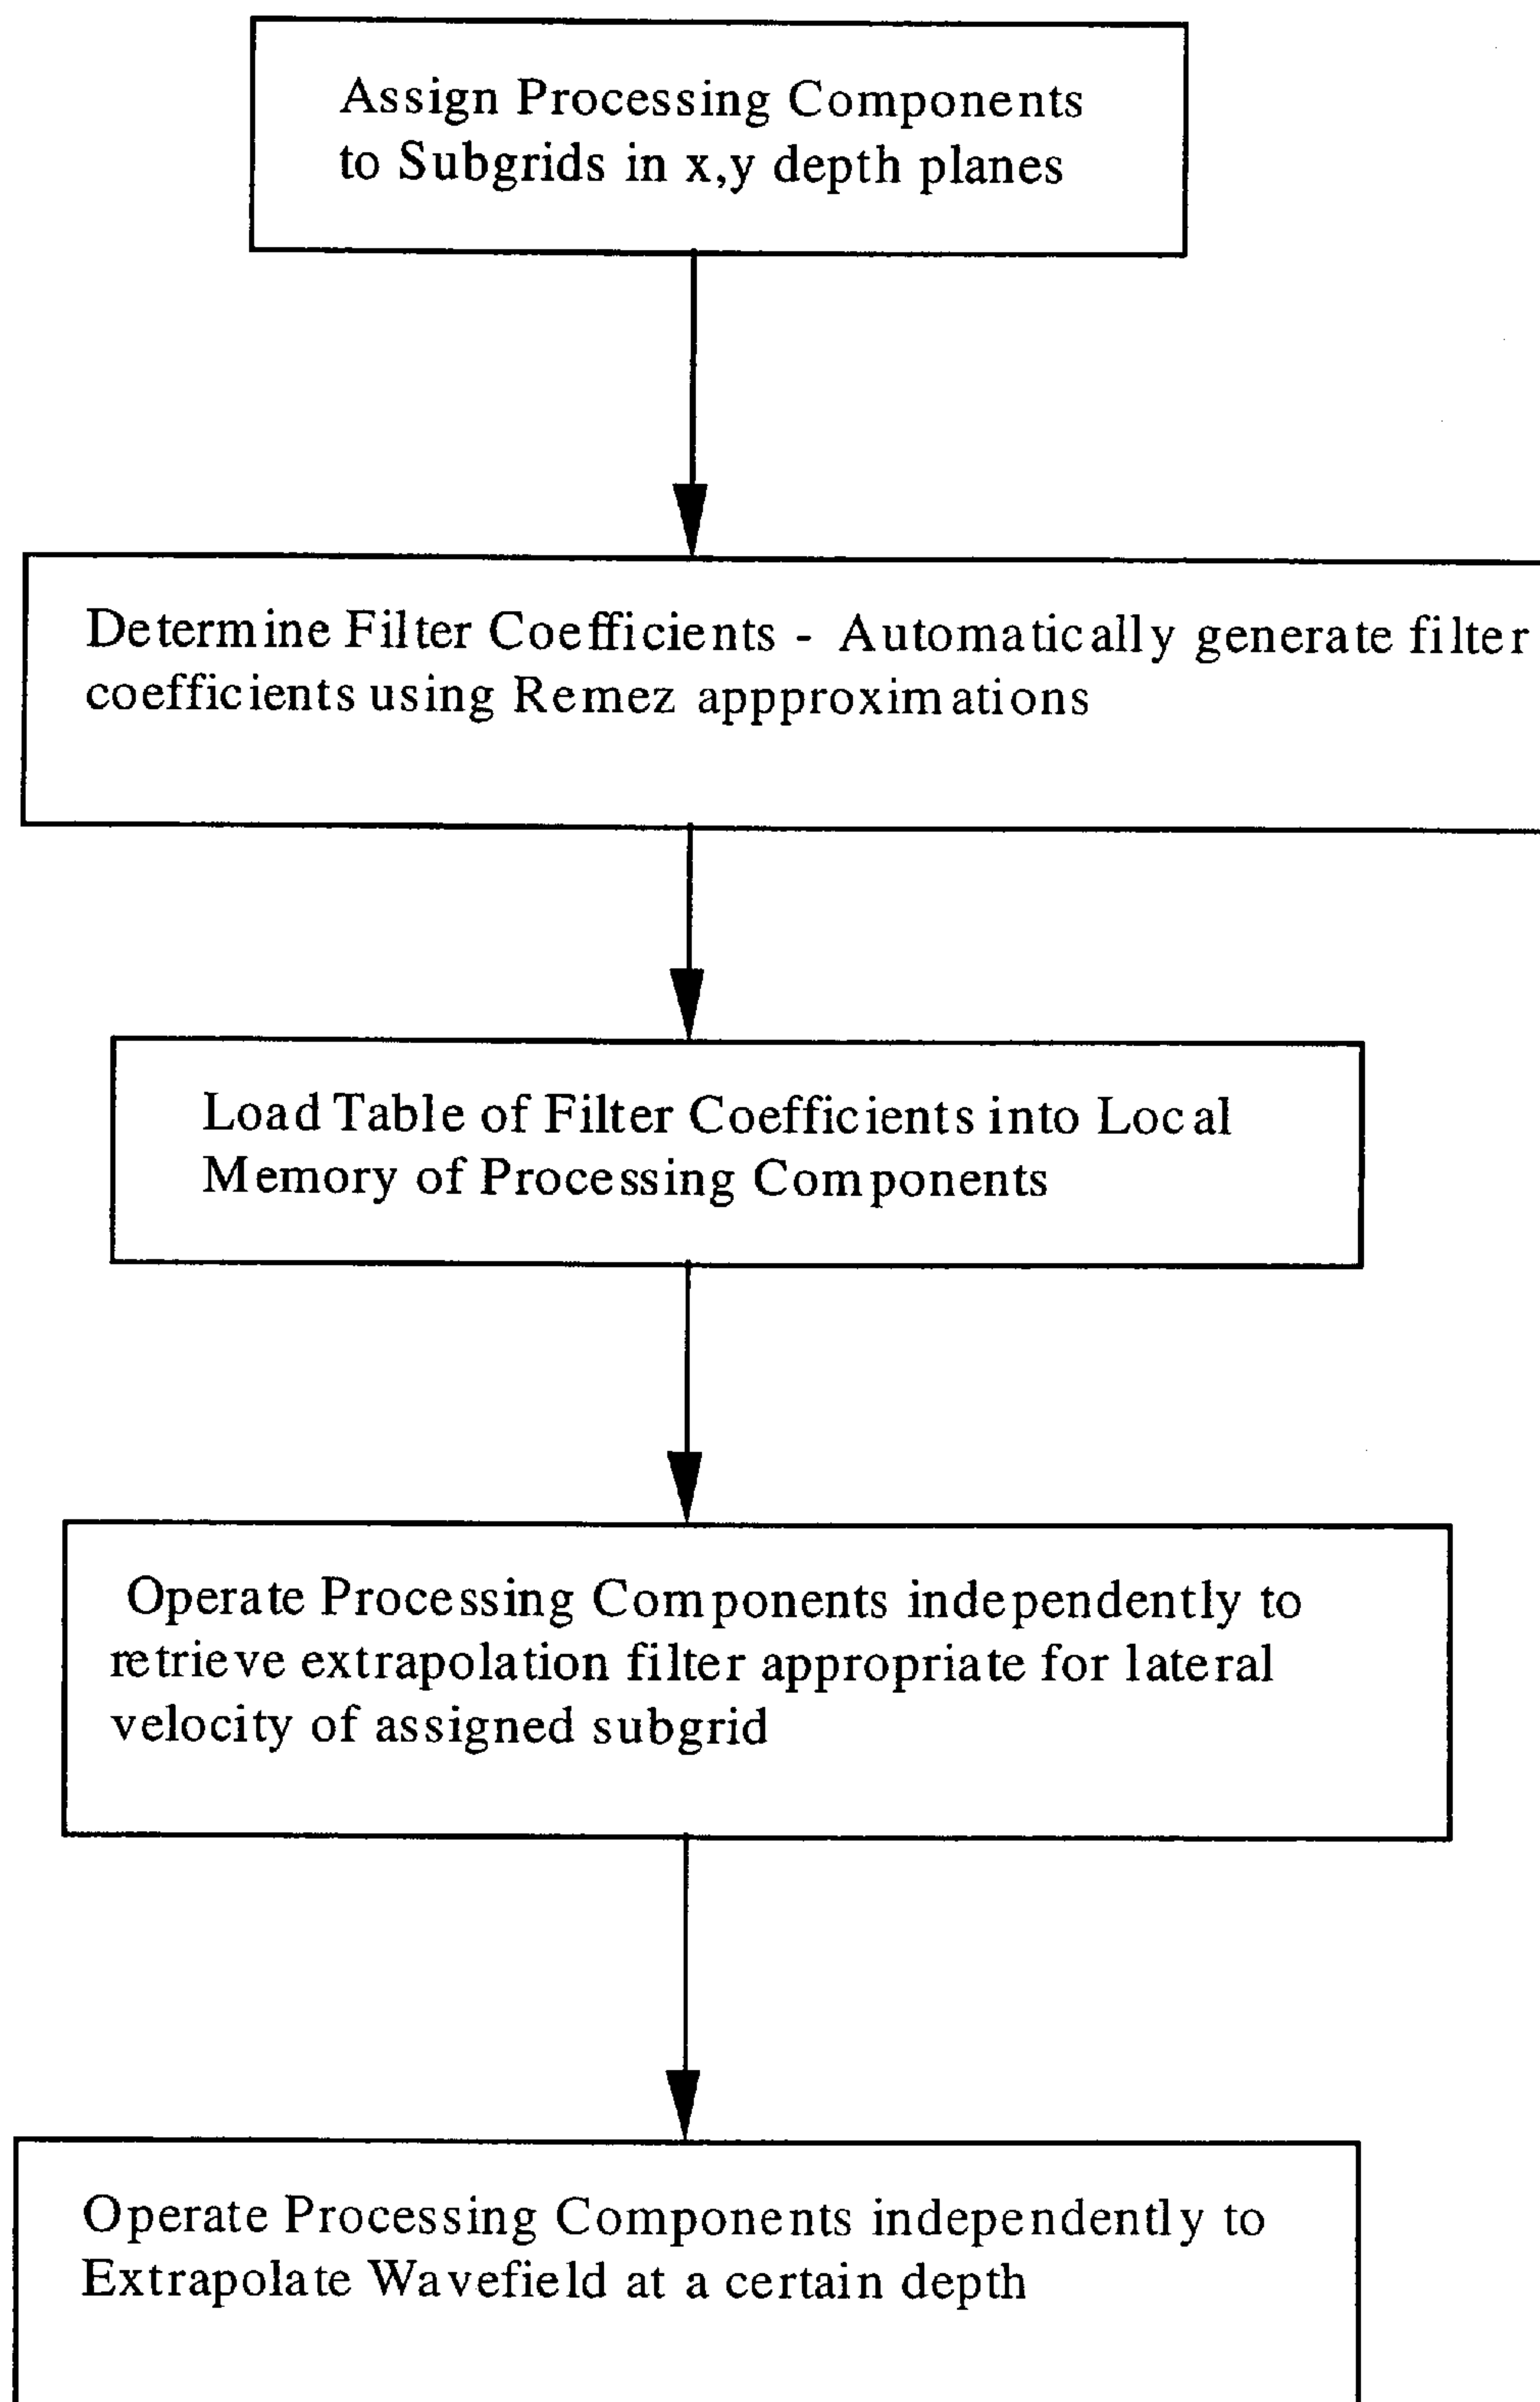 Assign Processing Components
to Subgrids in x,y depth planes
Determine Filter Coefficients - Automatically generate filter
coefficients using Remez appproximations
Load Table of Filter Coefficients into Local
Memory of Processing Components
Operate Processing Components independently to
retrieve extrapolation filter appropriate for lateral
velocity of assigned subgrid
Operate Processing Components independently to
Extrapolate Wavefield at a certain depth